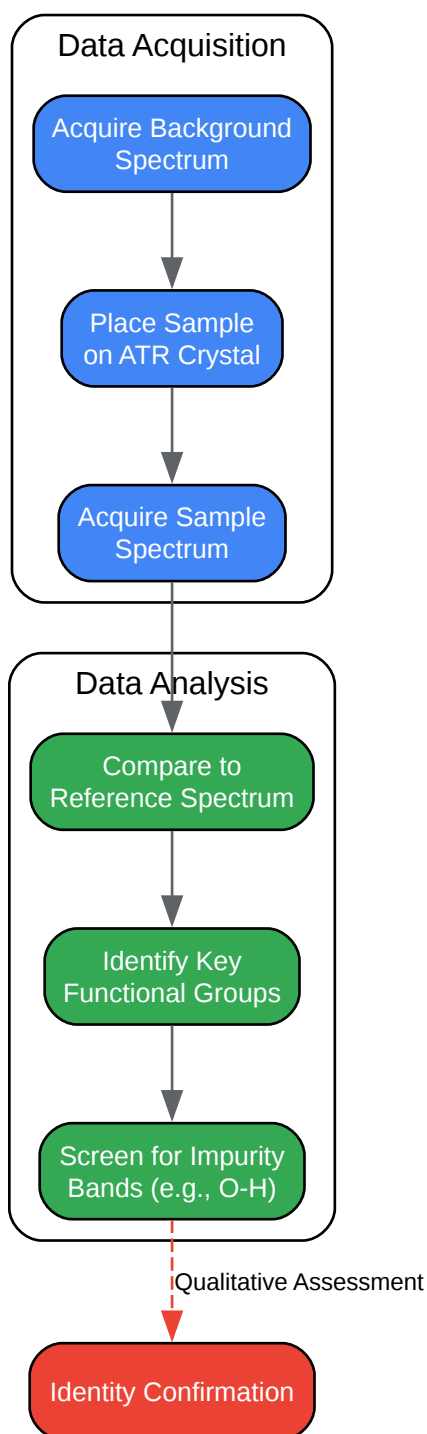 Data Acquisition
Acquire Background
Spectrum
Place Sample
on ATR Crystal
Acquire Sample
Spectrum
Data Analysis
Compare to
Reference Spectrum
Identify Key
Functional Groups
Screen for Impurity
Bands (e.g., O-H)
Qualitative Assessment
Identity Confirmation